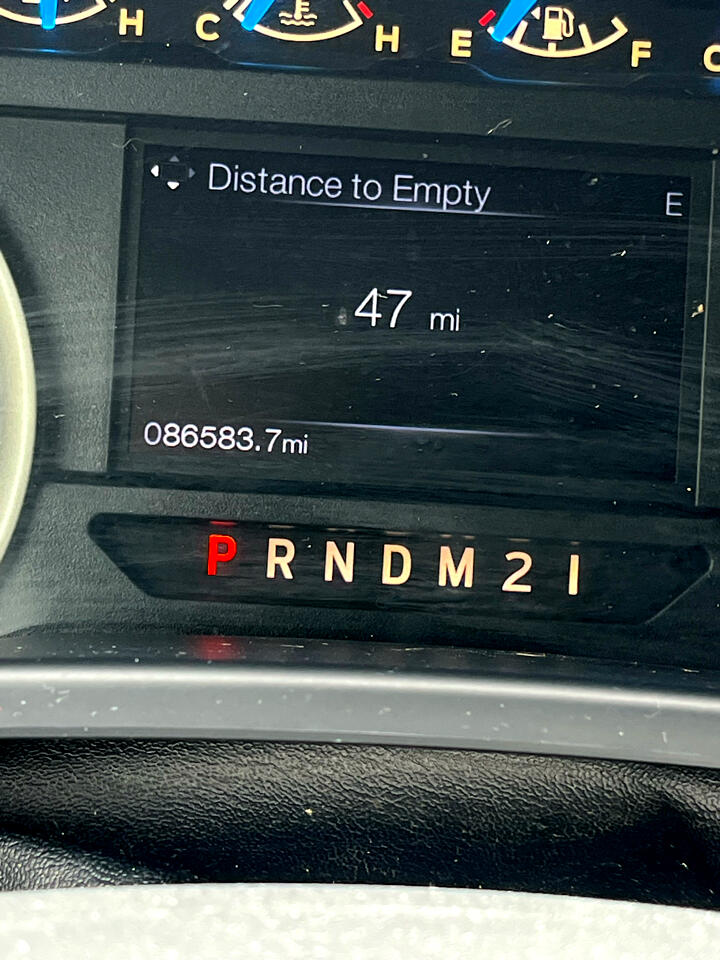 H C H E F C
Distance to Empty E
47 mi
086583.7mi
P R N D M 2 1